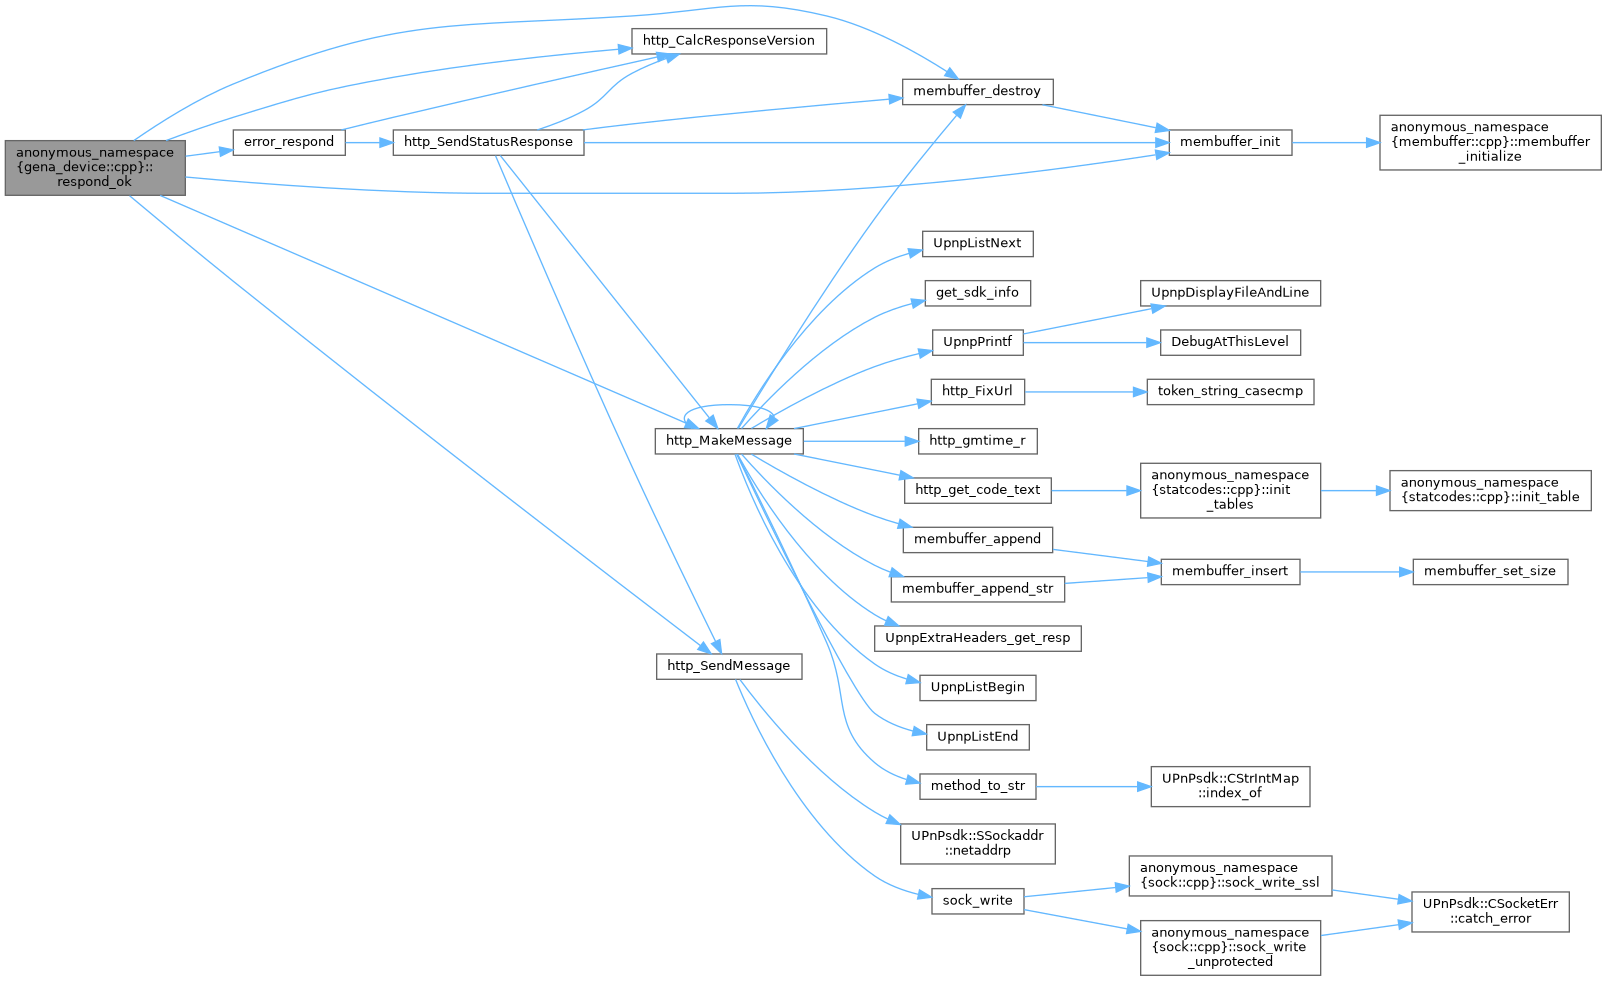 anonymous_namespace
{gena_device::cpp}::
respond_ok
error_respond
http_SendStatusResponse
http_CalcResponseVersion
membuffer_destroy
membuffer_init
anonymous_namespace
{membuffer::cpp}::membuffer
_initialize
http_MakeMessage
UpnpListNext
get_sdk_info
UpnpPrintf
UpnpDisplayFileAndLine
DebugAtThisLevel
http_FixUrl
token_string_casecmp
http_gmtime_r
http_get_code_text
anonymous_namespace
{statcodes::cpp}::init
_tables
anonymous_namespace
{statcodes::cpp}::init_table
membuffer_append
membuffer_append_str
membuffer_insert
membuffer_set_size
UpnpExtraHeaders_get_resp
UpnpListBegin
UpnpListEnd
method_to_str
UPnPsdk::CStrIntMap
::index_of
http_SendMessage
UPnPsdk::SSockaddr
::netaddrp
sock_write
anonymous_namespace
{sock::cpp}::sock_write_ssl
anonymous_namespace
{sock::cpp}::sock_write
_unprotected
UPnPsdk::CSocketErr
::catch_error